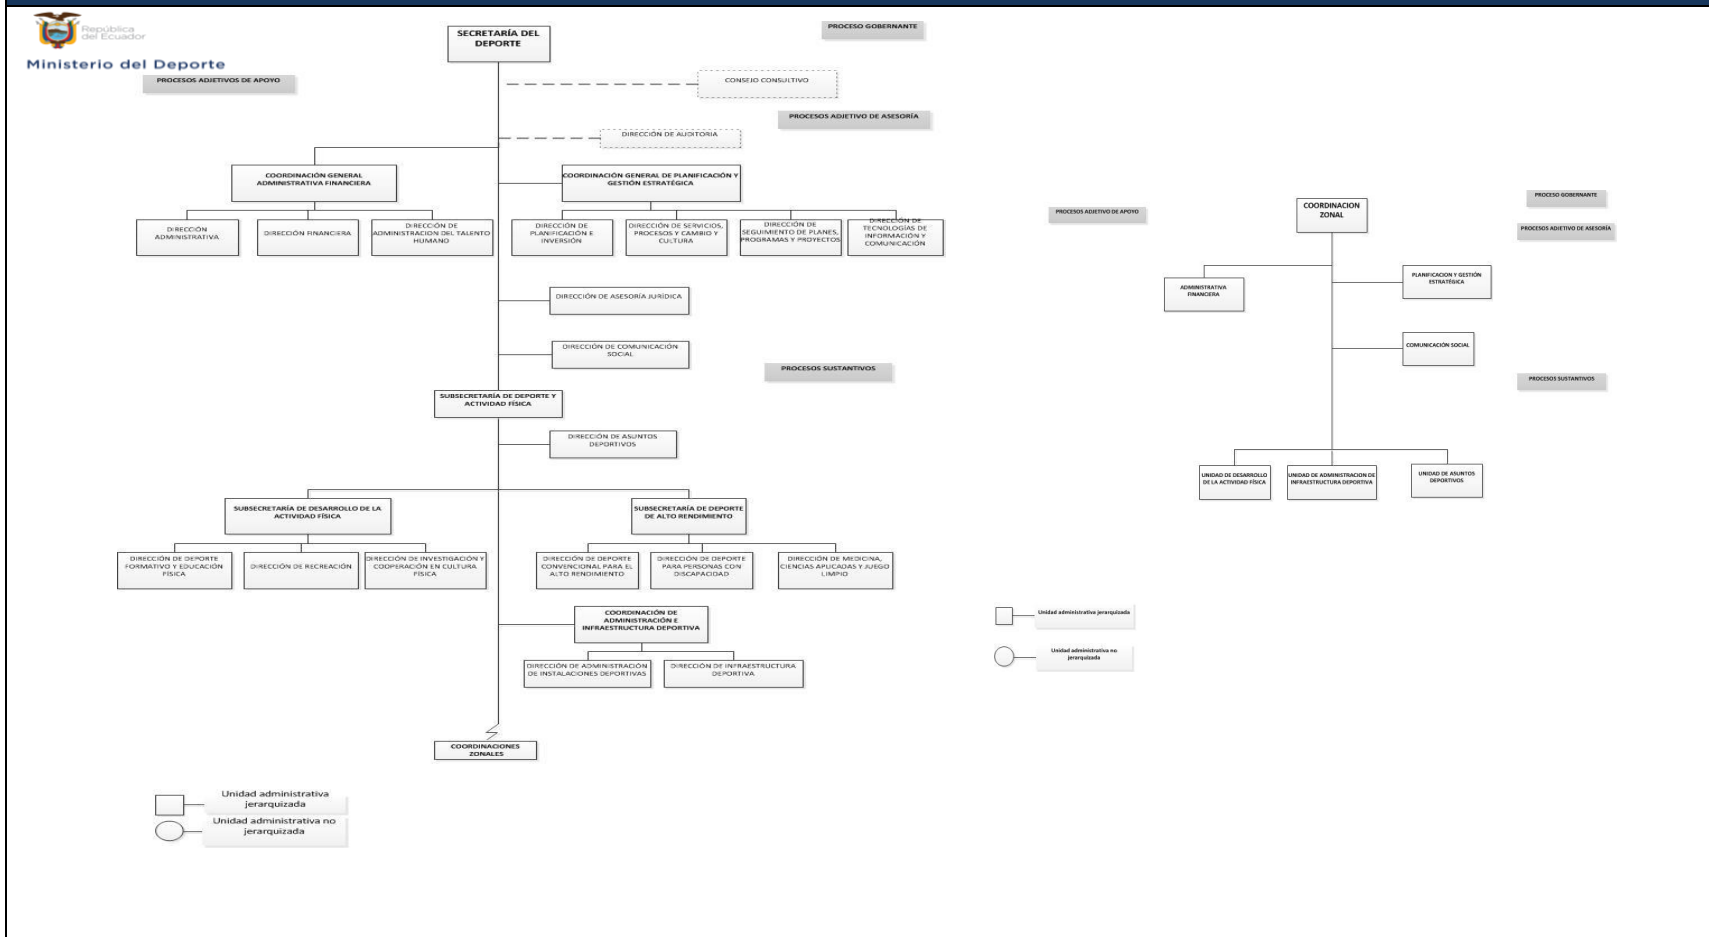 República
del Ecuador
Ministerio del Deporte
PROCESOS ADJETIVOS DE APOYO
SECRETARÍA DEL
DEPORTE
PROCESO GOBERNANTE
CONSEJO CONSULTIVO
PROCESOS ADJETIVO DE ASESORÍA
DIRECCIÓN DE AUDITORIA
COORDINACIÓN GENERAL
ADMINISTRATIVA FINANCIERA
COORDINACIÓN GENERAL DE PLANIFICACIÓN Y
GESTIÓN ESTRATÉGICA
DIRECCIÓN
ADMINISTRATIVA
DIRECCIÓN FINANCIERA
DIRECCIÓN DE
ADMINISTRACION DEL TALENTO
HUMANO
DIRECCIÓN DE
PLANIFICACIÓN E
INVERSIÓN
DIRECCIÓN DE SERVICIOS,
PROCESOS Y CAMBIO Y
CULTURA
DIRECCIÓN DE
SEGUIMIENTO DE PLANES,
PROGRAMAS Y PROYECTOS
DIRECCIÓN DE
TECNOLOGÍAS DE
INFORMACIÓN Y
COMUNICACIÓN
DIRECCIÓN DE ASESORÍA JURÍDICA
DIRECCIÓN DE COMUNICACIÓN
SOCIAL
PROCESOS SUSTANTIVOS
SUBSECRETARÍA DE DEPORTE Y
ACTIVIDAD FÍSICA
DIRECCIÓN DE ASUNTOS
DEPORTIVOS
SUBSECRETARÍA DE DESARROLLO DE LA
ACTIVIDAD FÍSICA
SUBSECRETARÍA DE DEPORTE
DE ALTO RENDIMIENTO
DIRECCIÓN DE DEPORTE
FORMATIVO Y EDUCACIÓN
FÍSICA
DIRECCIÓN DE RECREACIÓN
DIRECCIÓN DE INVESTIGACIÓN Y
COOPERACIÓN EN CULTURA
FÍSICA
DIRECCIÓN DE DEPORTE
CONVENCIONAL PARA EL
ALTO RENDIMIENTO
DIRECCIÓN DE DEPORTE
PARA PERSONAS CON
DISCAPACIDAD
DIRECCIÓN DE MEDICINA,
CIENCIAS APLICADAS Y JUEGO
LIMPIO
COORDINACIÓN DE
ADMINISTRACIÓN E
INFRAESTRUCTURA DEPORTIVA
DIRECCIÓN DE ADMINISTRACIÓN
DE INSTALACIONES DEPORTIVAS
DIRECCIÓN DE INFRAESTRUCTURA
DEPORTIVA
COORDINACIONES
ZONALES
Unidad administrativa
jerarquizada
Unidad administrativa no
jerarquizada
PROCESOS ADJETIVO DE APOYO
COORDINACION
ZONAL
PROCESO GOBERNANTE
PROCESOS ADJETIVO DE ASESORÍA
ADMINISTRATIVA
FINANCIERA
PLANIFICACION Y GESTIÓN
ESTRATÉGICA
COMUNICACIÓN SOCIAL
PROCESOS SUSTANTIVOS
UNIDAD DE DESARROLLO
DE LA ACTIVIDAD FÍSICA
UNIDAD DE ADMINISTRACION DE
INFRAESTRUCTURA DEPORTIVA
UNIDAD DE ASUNTOS
DEPORTIVOS
Unidad administrativa jerarquizada
Unidad administrativa no
jerarquizada